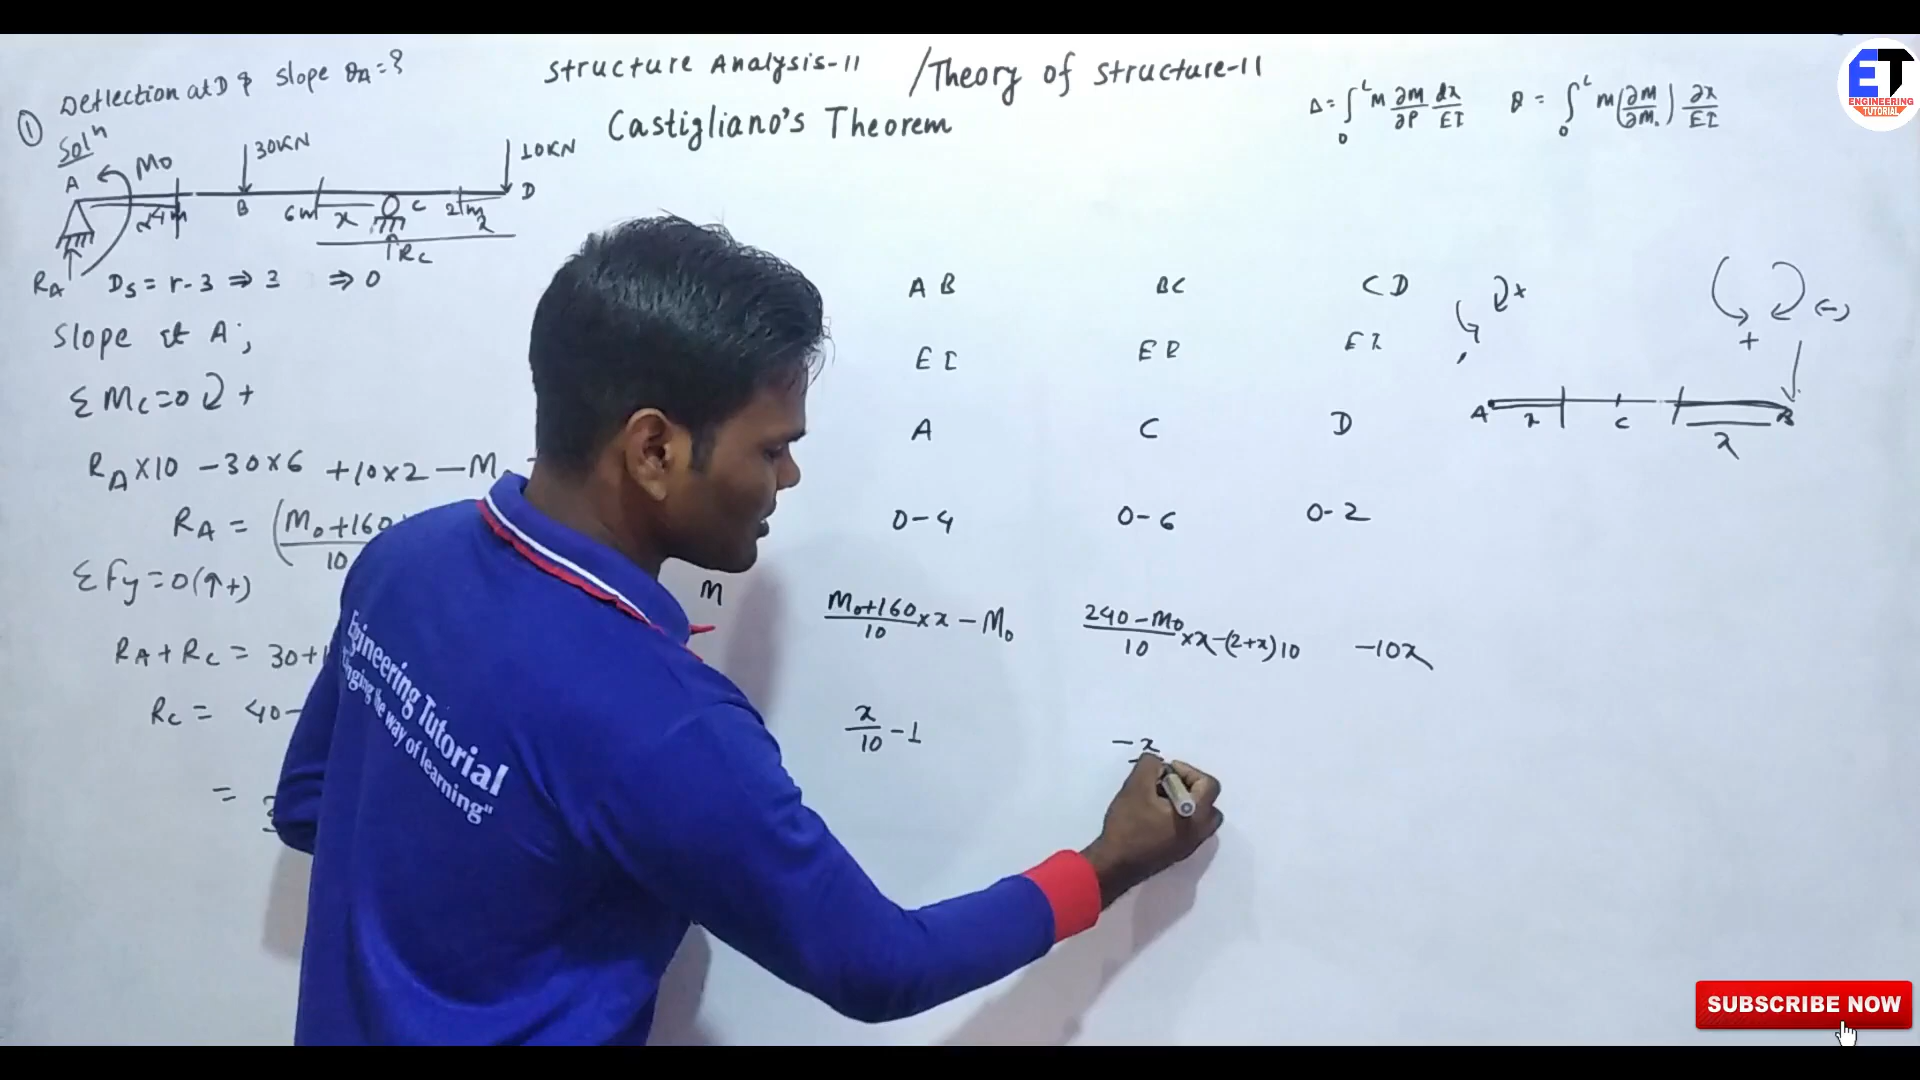 ① Deflection at D & Slope θA = ?
Structure Analysis-II /Theory of Structure-II
Castigliano's Theorem
Δ = ∫₀ᴸ M ∂M/∂P dx/EI
θ = ∫₀ᴸ M(∂M/∂M₀) ∂x/EI
ET
ENGINEERING
TUTORIAL
Solⁿ
M₀
30KN
10KN
A
B
C
D
4m
6m
2m
x
x
x
RC
RA
Ds = r-3 ⇒ 3 ⇒ 0
Slope at A;
ΣMC=0 ↻ +
RA×10 -30×6 +10×2 -M
RA = (M₀+160/10
ΣFy=0(↑+)
RA + RC = 30+1
RC = 40-
=
AB BC CD
EI EI EI
A C D
0-4 0-6 0-2
M
M₀+160/10 ×x - M₀
240-M₀/10 ×x-(2+x)10
-10x
x/10 -1
-x
+
+
(-)
A x C x B
Engineering Tutorial
"Bringing the way of learning"
SUBSCRIBE NOW